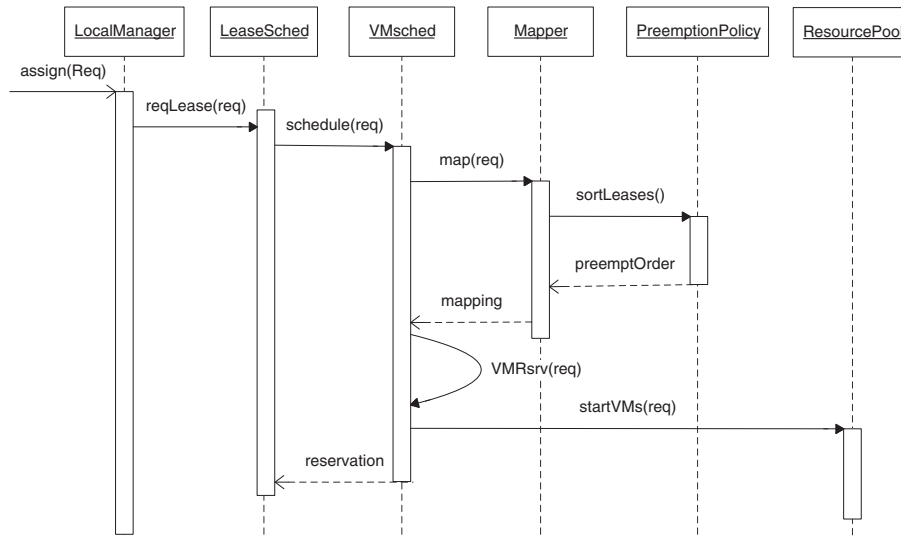 LocalManager
LeaseSched
VMsched
Mapper
PreemptionPolicy
ResourcePool
assign(Req)
reqLease(req)
schedule(req)
map(req)
sortLeases()
preemptOrder
mapping
VMRsrv(req)
startVMs(req)
reservation